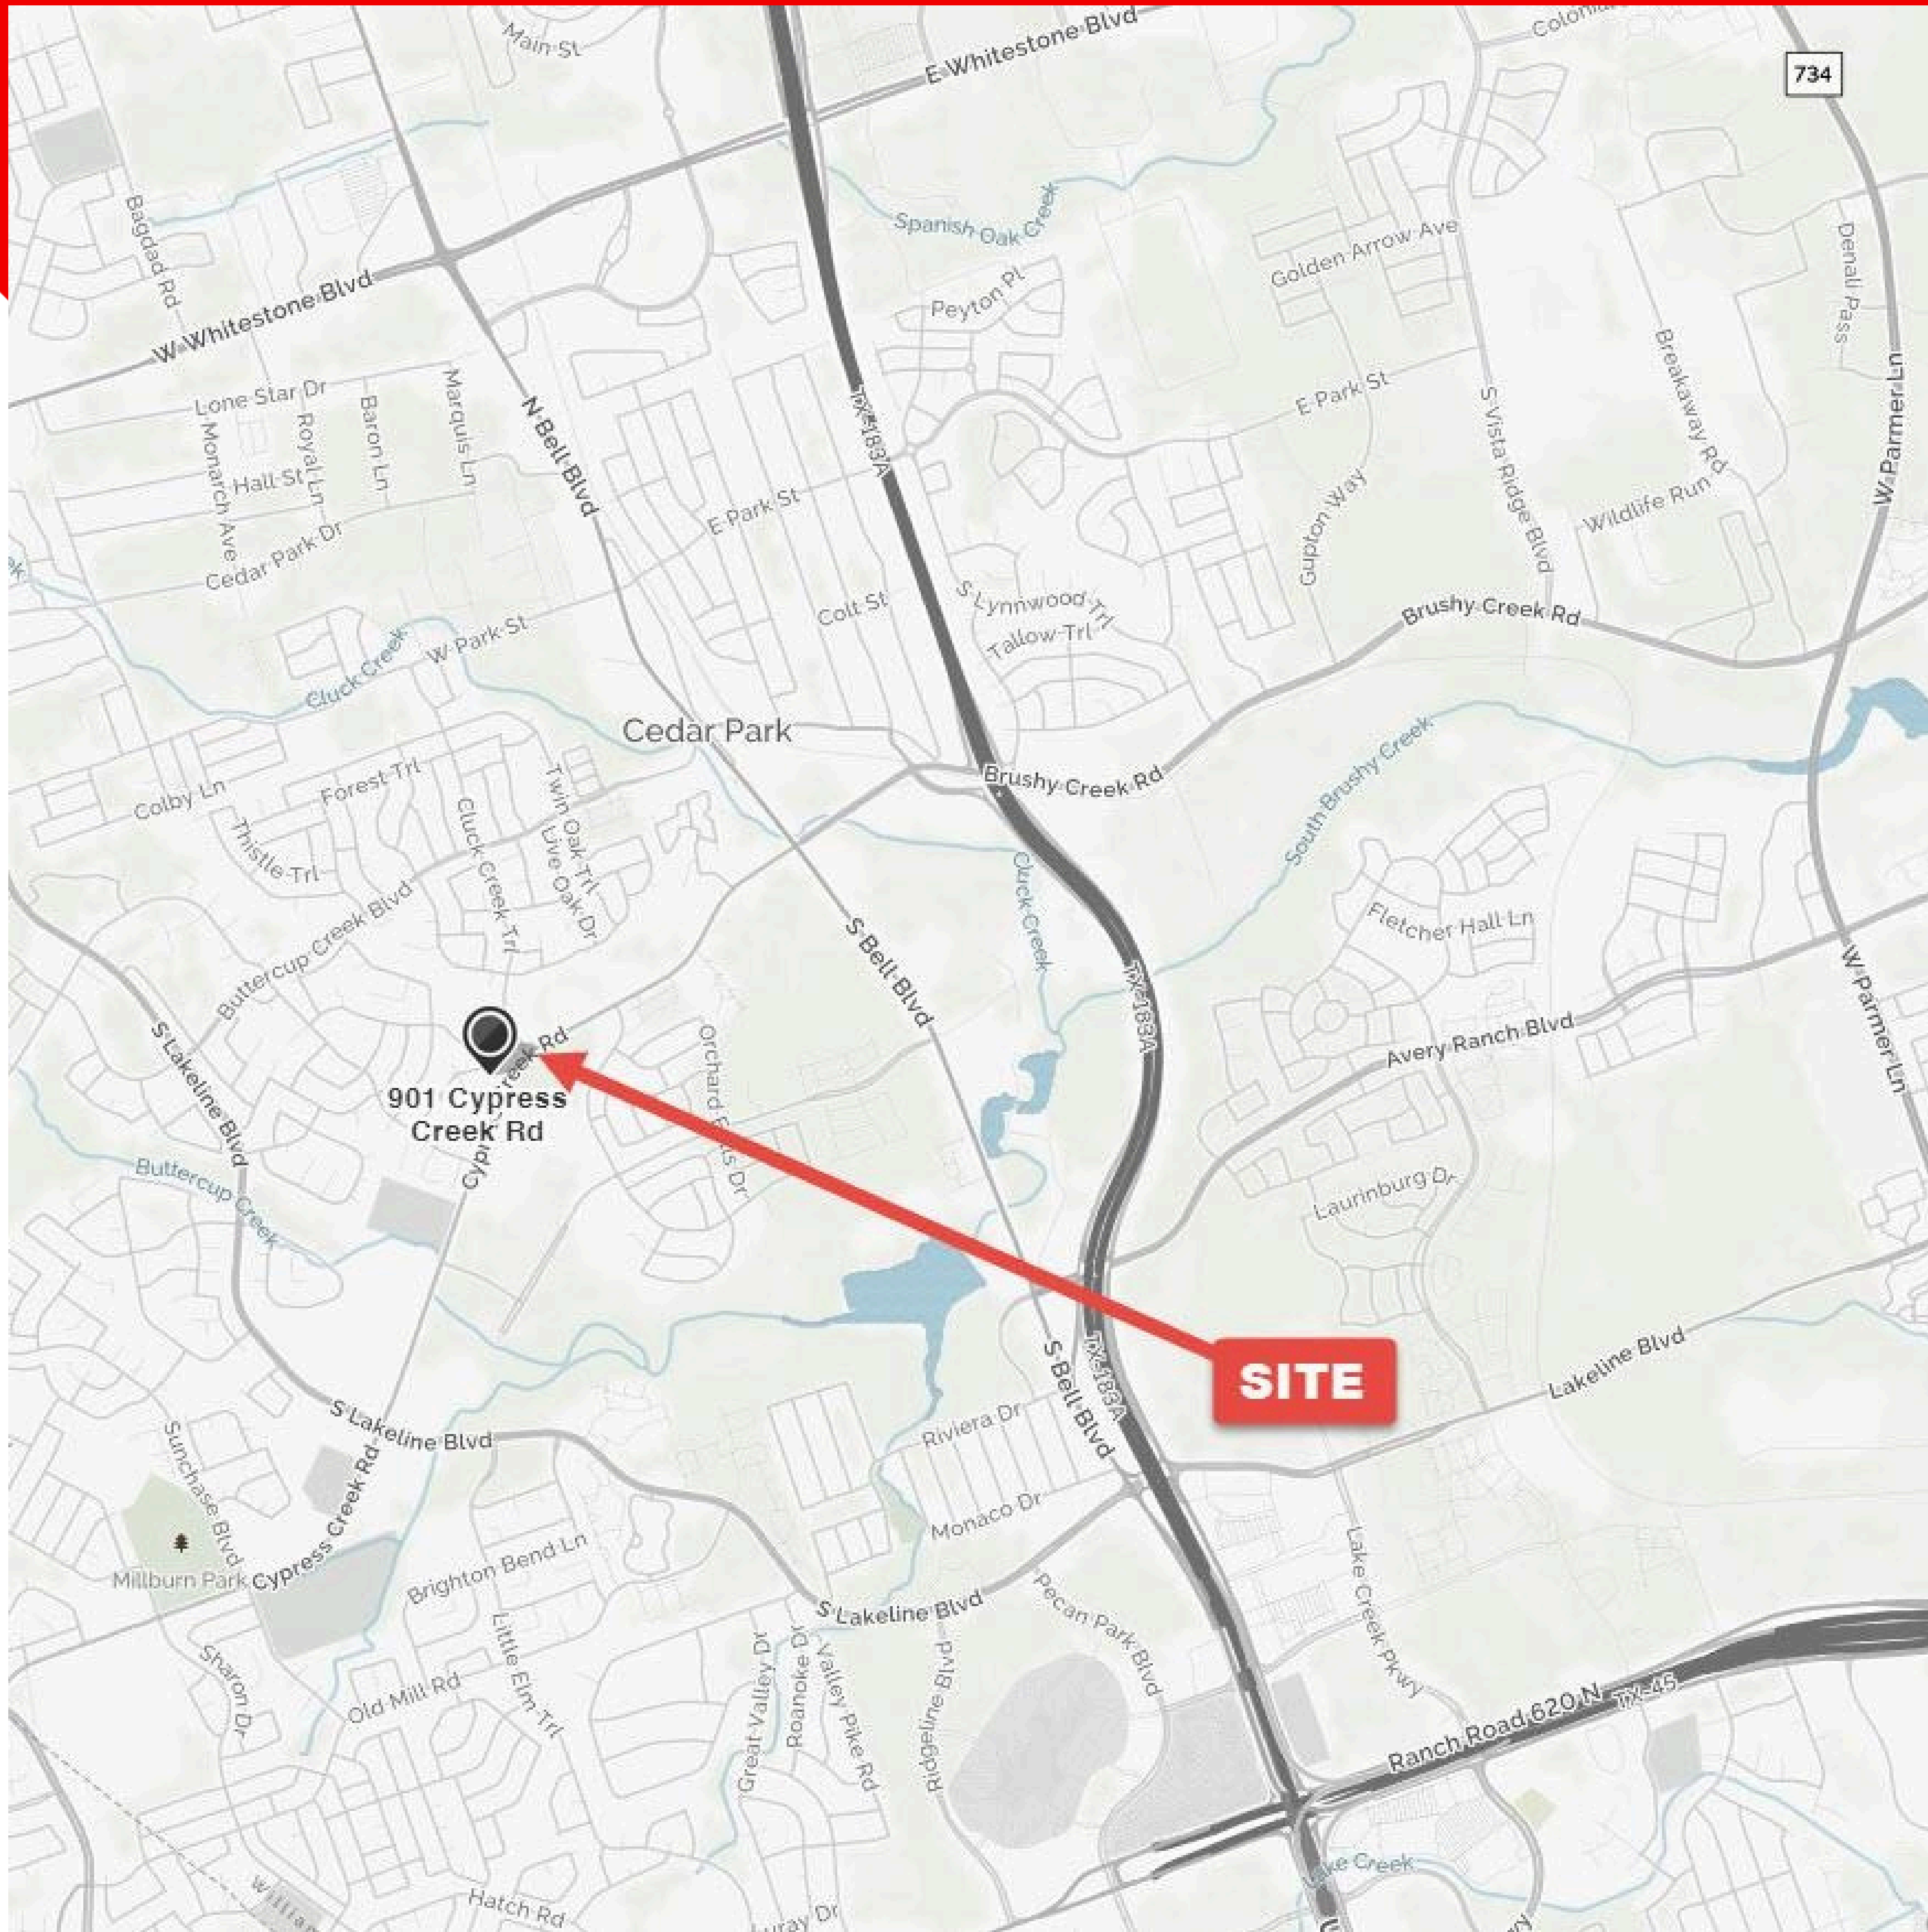 Main St
E Whitestone Blvd
734
Bagdad Rd
Spanish Oak Creek
Golden Arrow Ave
Denali Pass
W Whitestone Blvd
Peyton Pl
Breakaway Rd
W Parmer Ln
Lone Star Dr
Monarch Ave
Royal Ln
Baron Ln
Marquis Ln
N Bell Blvd
TX-183A
E Park St
S Vista Ridge Blvd
Hall St
E Park St
Gupton Way
Wildlife Run
Cedar Park Dr
Colt St
S Lynnwood Trl
Tallow Trl
Brushy Creek Rd
Cluck Creek
W Park St
Cedar Park
Brushy Creek Rd
South Brushy Creek
Colby Ln
Forest Trl
Twin Oak Trl
Cluck Creek Trl
Live Oak Dr
Thistle Trl
Buttercup Creek Blvd
Cluck Creek
Fletcher Hall Ln
S Bell Blvd
TX-183A
W Parmer Ln
S Lakeline Blvd
Orchard
Avery Ranch Blvd
901 Cypress
Creek Rd
Buttercup Creek
Laurinburg Dr
S Bell Blvd
TX-183A
SITE
Lakeline Blvd
S Lakeline Blvd
Riviera Dr
Sunchase Blvd
Cypress Creek Rd
Monaco Dr
Millburn Park
Brighton Bend Ln
Lake Creek Pkwy
S Lakeline Blvd
Pecan Park Blvd
Sharon Dr
Little Elm Trl
Old Mill Rd
Great Valley Dr
Roanoke Dr
Valley Pike Rd
Ridgeline Blvd
Ranch Road 620 N
TX-45
Lake Creek
Hatch Rd